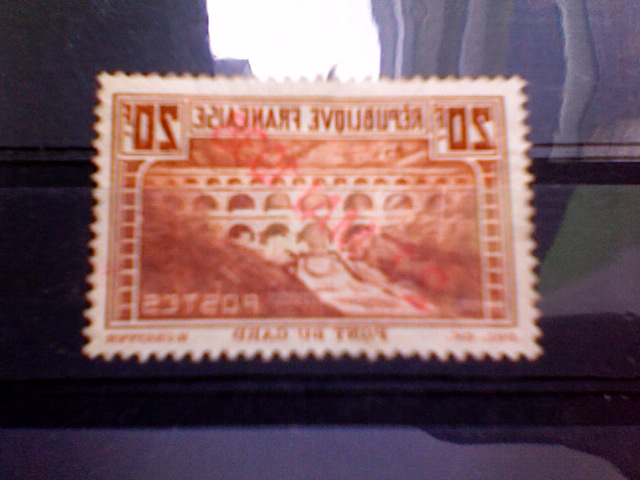 20F RÉPUBLIQUE FRANÇAISE 20F
POSTES
PONT DU GARD